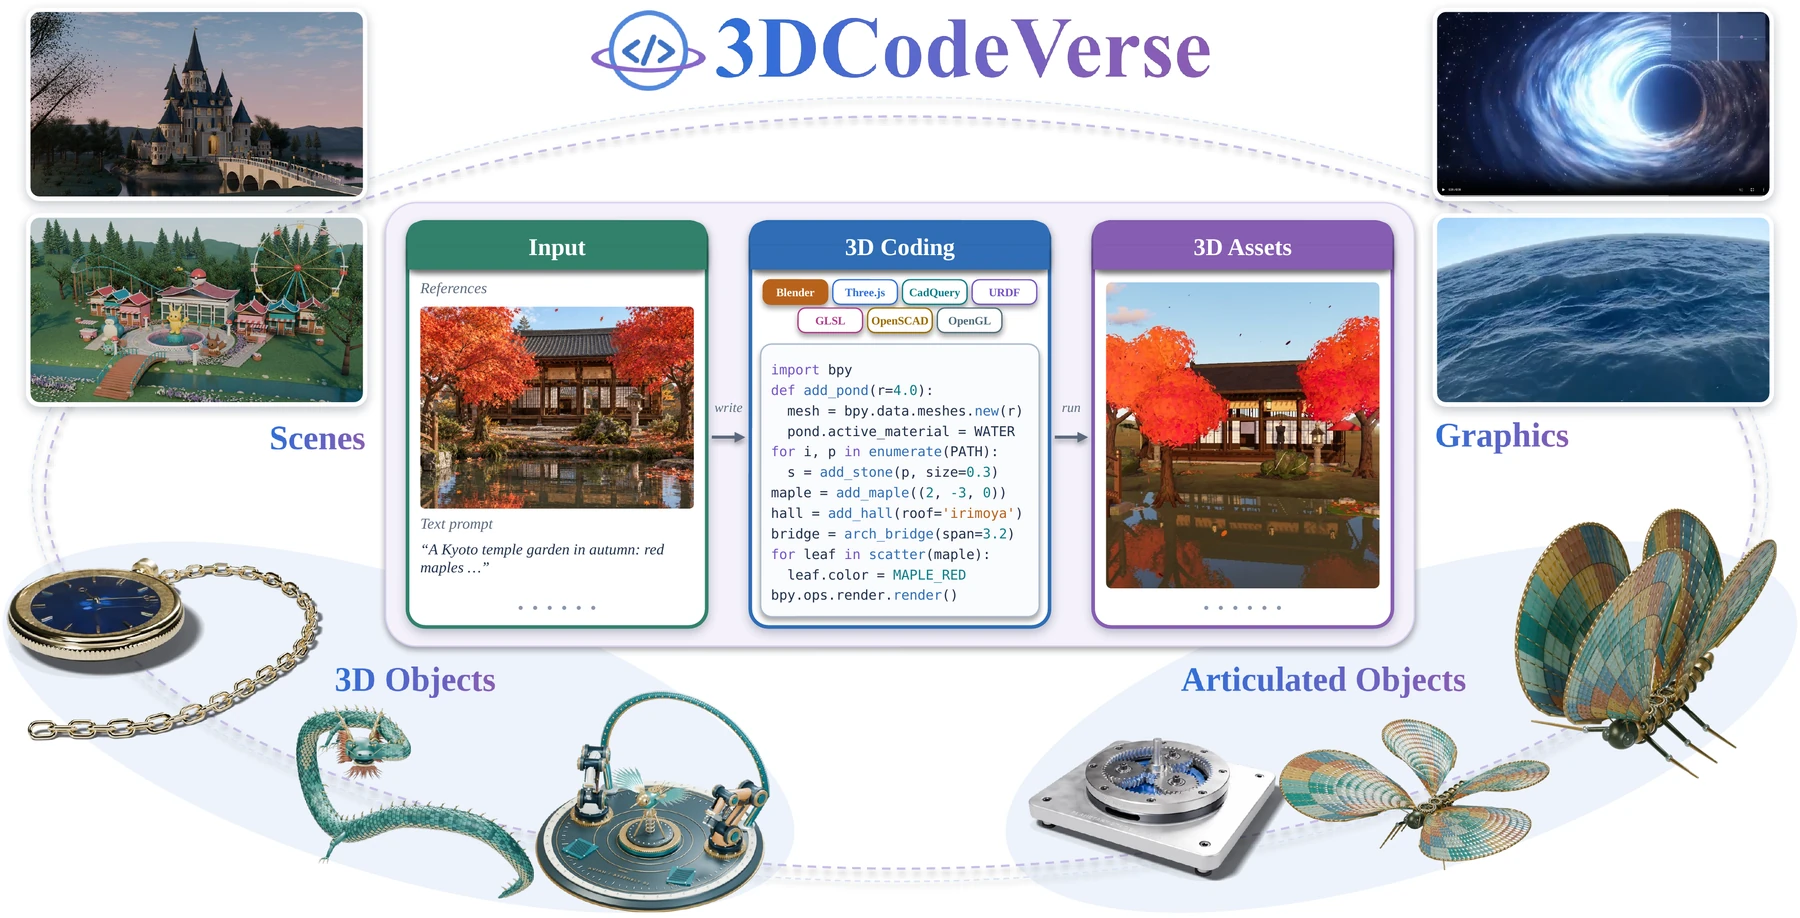 </> 3DCodeVerse
Input
References
Text prompt
“A Kyoto temple garden in autumn: red
maples ...”
write
3D Coding
Blender
Three.js
CadQuery
URDF
GLSL
OpenSCAD
OpenGL
import bpy
def add_pond(r=4.0):
  mesh = bpy.data.meshes.new(r)
  pond.active_material = WATER
for i, p in enumerate(PATH):
  s = add_stone(p, size=0.3)
maple = add_maple((2, -3, 0))
hall = add_hall(roof='irimoya')
bridge = arch_bridge(span=3.2)
for leaf in scatter(maple):
  leaf.color = MAPLE_RED
bpy.ops.render.render()
run
3D Assets
Scenes
Graphics
3D Objects
Articulated Objects